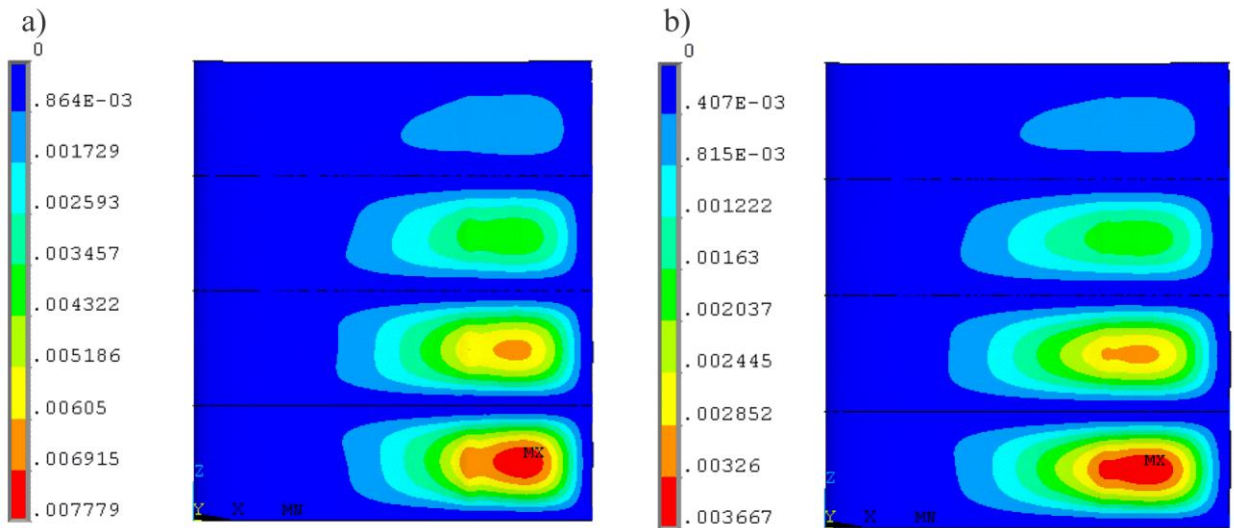 a)
0
.864E-03
.001729
.002593
.003457
.004322
.005186
.00605
.006915
.007779
MX
Z
Y X MN
b)
0
.407E-03
.815E-03
.001222
.00163
.002037
.002445
.002852
.00326
.003667
MX
Z
Y X MN